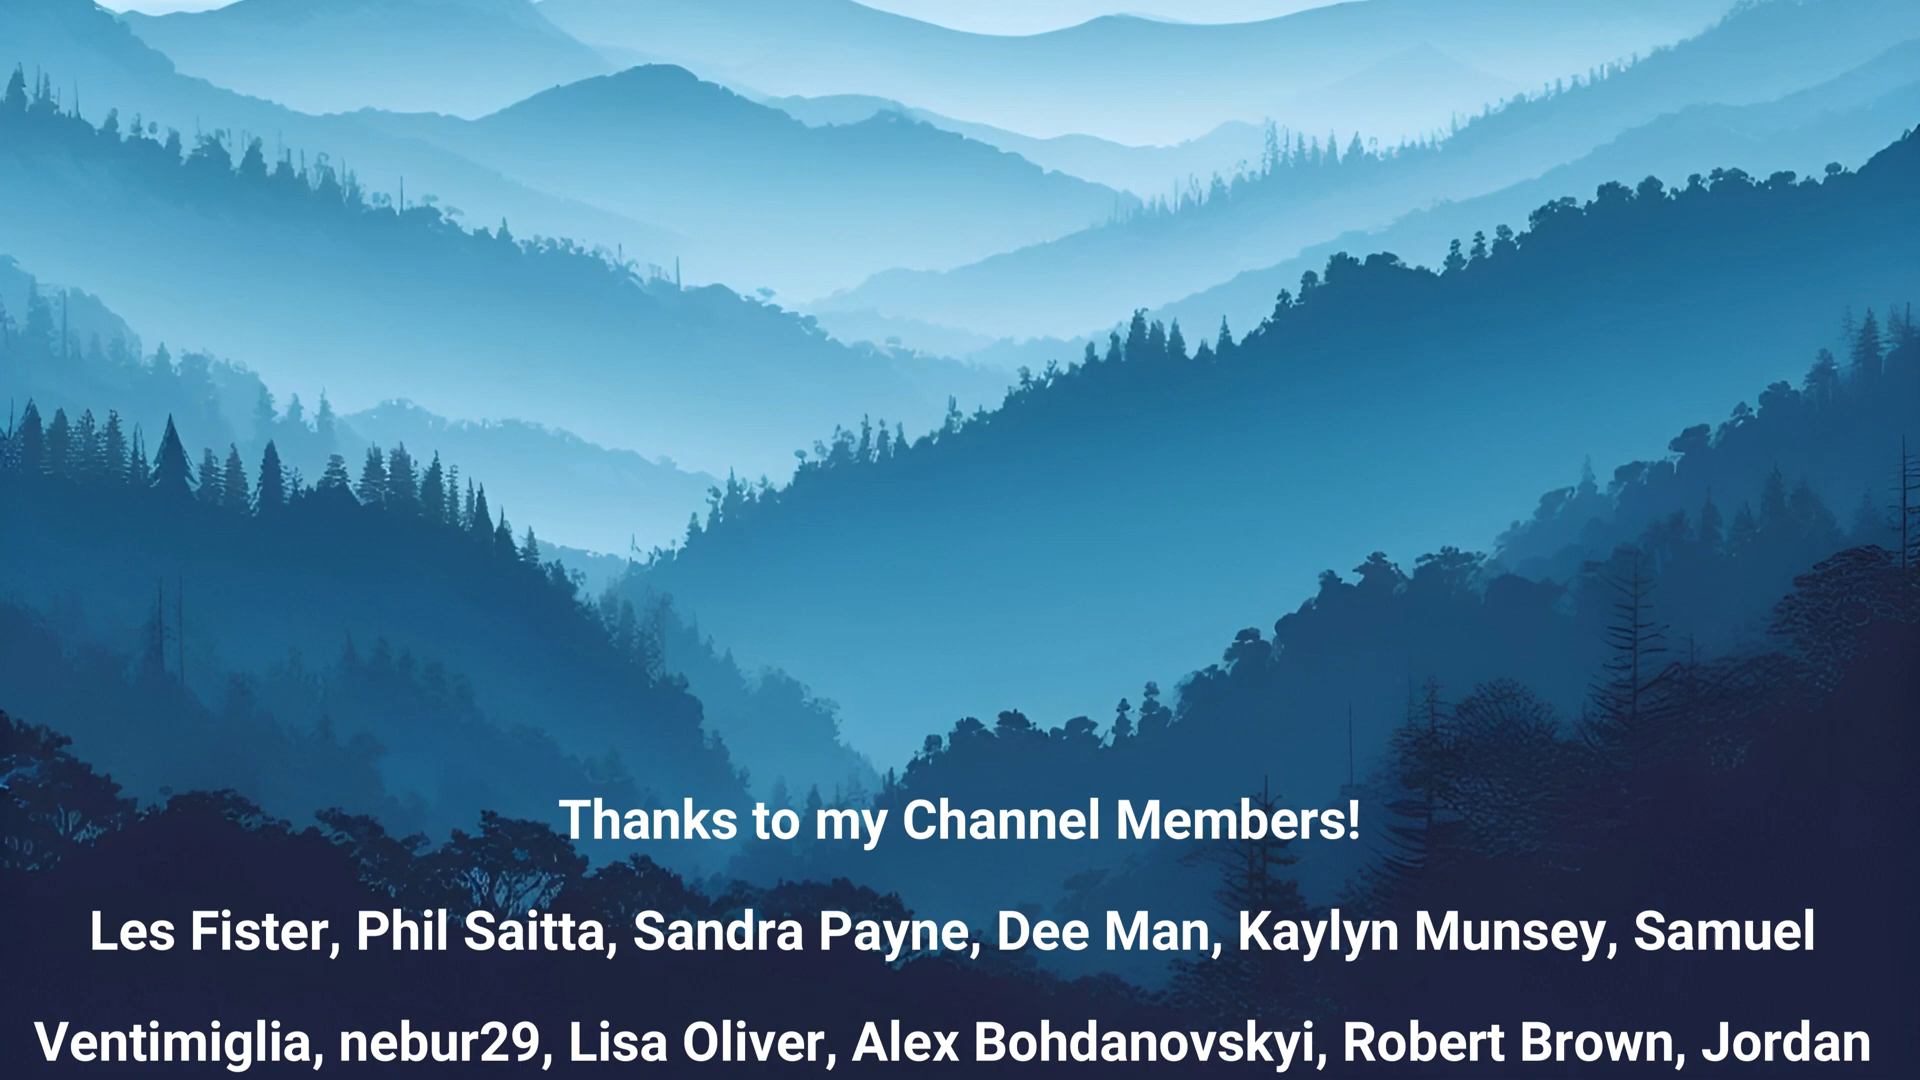 Thanks to my Channel Members!
Les Fister, Phil Saitta, Sandra Payne, Dee Man, Kaylyn Munsey, Samuel
Ventimiglia, nebur29, Lisa Oliver, Alex Bohdanovskyi, Robert Brown, Jordan